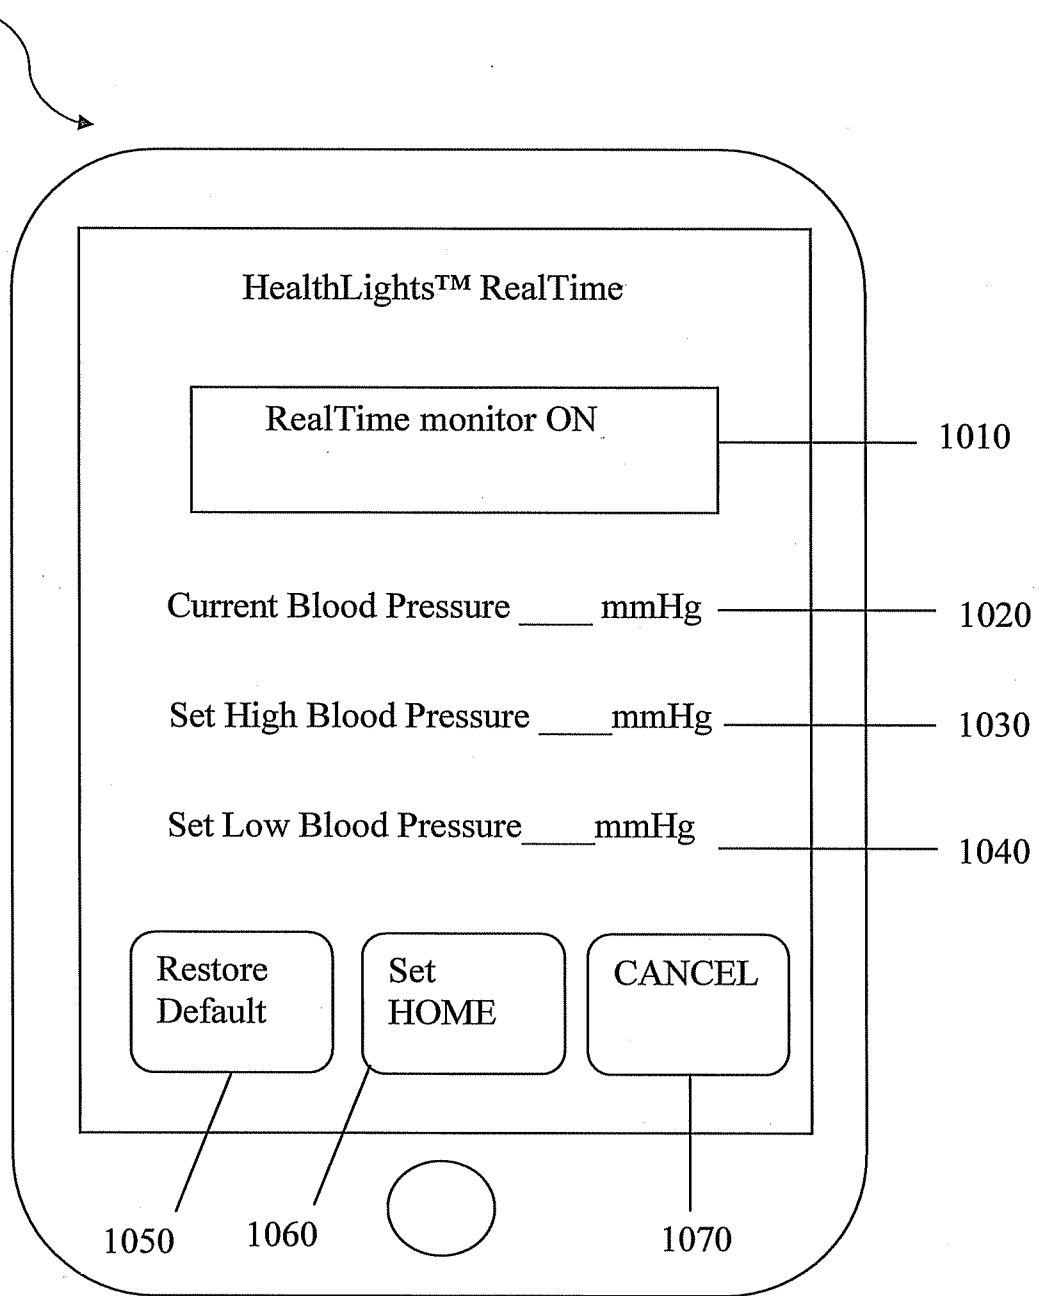 HealthLights™ RealTime
RealTime monitor ON
1010
Current Blood Pressure ____ mmHg
1020
Set High Blood Pressure ____mmHg
1030
Set Low Blood Pressure____mmHg
1040
Restore
Default
Set
HOME
CANCEL
1050
1060
1070